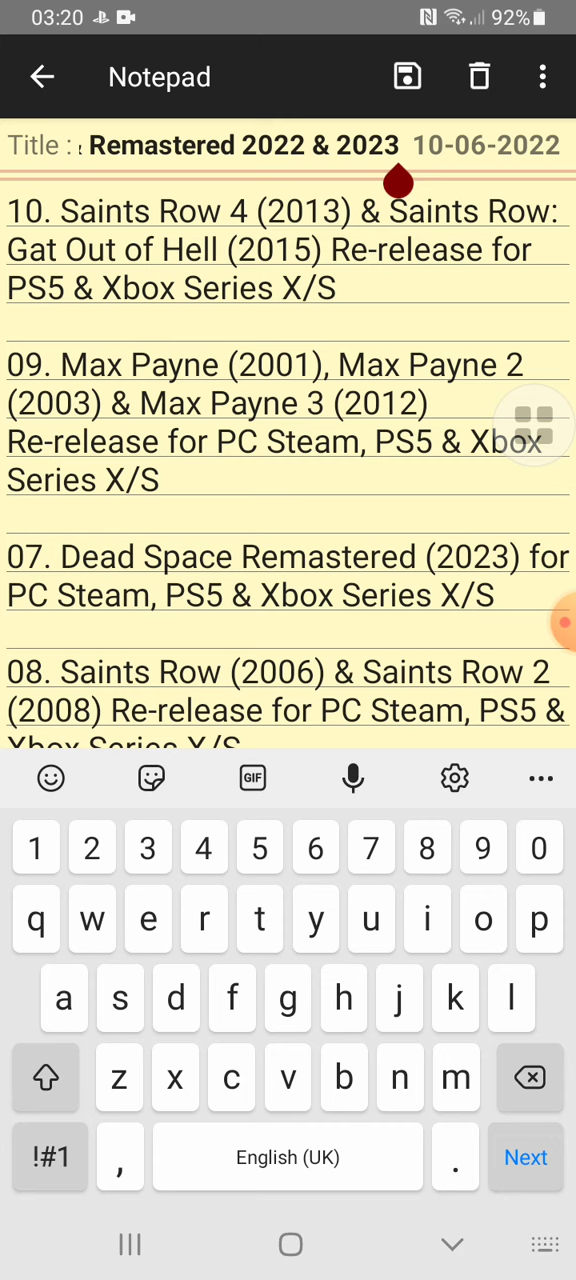 03:20 92%
Notepad
Title : Remastered 2022 & 2023 10-06-2022
10. Saints Row 4 (2013) & Saints Row:
Gat Out of Hell (2015) Re-release for
PS5 & Xbox Series X/S
09. Max Payne (2001), Max Payne 2
(2003) & Max Payne 3 (2012)
Re-release for PC Steam, PS5 & Xbox
Series X/S
07. Dead Space Remastered (2023) for
PC Steam, PS5 & Xbox Series X/S
08. Saints Row (2006) & Saints Row 2
(2008) Re-release for PC Steam, PS5 &
Xbox Series X/S
GIF
1 2 3 4 5 6 7 8 9 0
q w e r t y u i o p
a s d f g h j k l
z x c v b n m
!#1 , English (UK) . Next